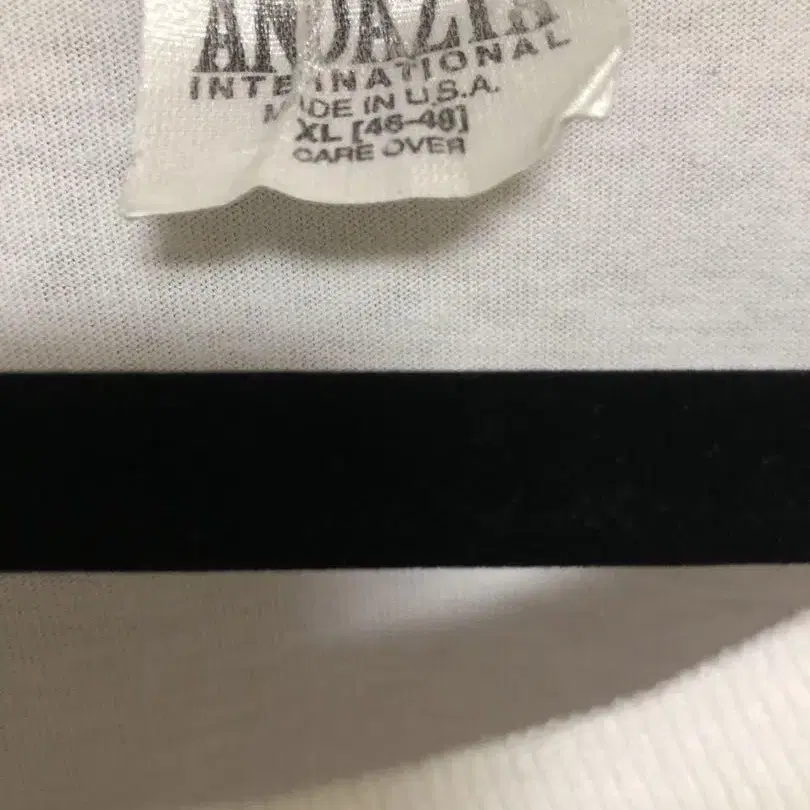 INTERNATIONAL
MADE IN U.S.A.
XL [46-48]
CARE OVER